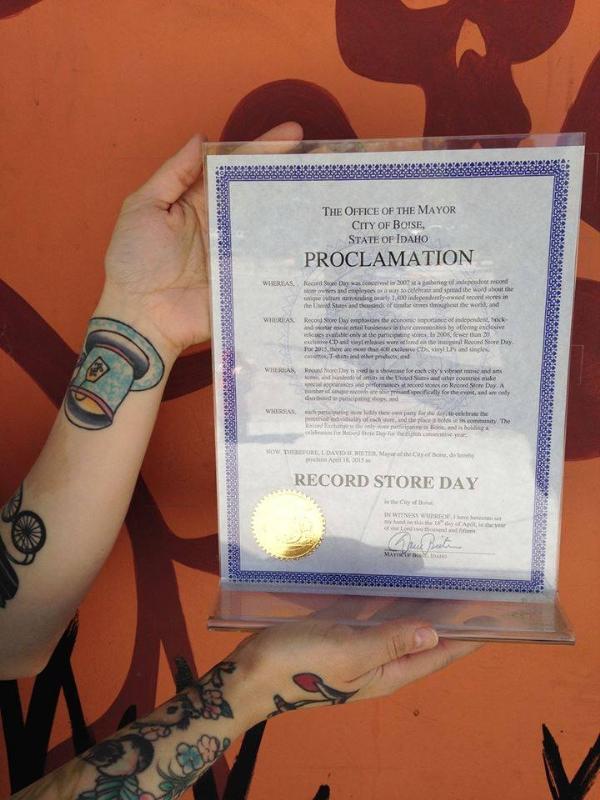 THE OFFICE OF THE MAYOR
CITY OF BOISE,
STATE OF IDAHO
PROCLAMATION
WHEREAS, Record Store Day was conceived in 2007 at a gathering of independent record
store owners and employees as a way to celebrate and spread the word about the
unique culture surrounding nearly 1,400 independently-owned record stores in
the United States and thousands of similar stores throughout the world; and
WHEREAS, Record Store Day emphasizes the economic importance of independent, brick-
and-mortar music retail businesses in their communities by offering exclusive
releases available only at the participating stores. In 2008, fewer than 20
exclusive CD and vinyl releases were offered on the inaugural Record Store Day.
For 2015, there are more than 400 exclusive CDs, vinyl LPs and singles,
cassettes, T-shirts and other products; and
WHEREAS, Record Store Day is used as a showcase for each city's vibrant music and arts
scene, and hundreds of artists in the United States and other countries make
special appearances and performances at record stores on Record Store Day. A
number of unique records are also pressed specifically for the event, and are only
distributed to participating shops; and
WHEREAS, each participating store holds their own party for the day, to celebrate the
individuality of each store, and the place it holds in its community. The
Record Exchange is the only store participating in Boise, and is holding a
celebration for Record Store Day for the eighth consecutive year;
NOW, THEREFORE, I, DAVID H. BIETER, Mayor of the City of Boise, do hereby
proclaim April 18, 2015 as
RECORD STORE DAY
in the City of Boise.
IN WITNESS WHEREOF, I have hereunto set
my hand on this the 18th day of April, in the year
of our Lord two thousand and fifteen
MAYOR OF BOISE, IDAHO